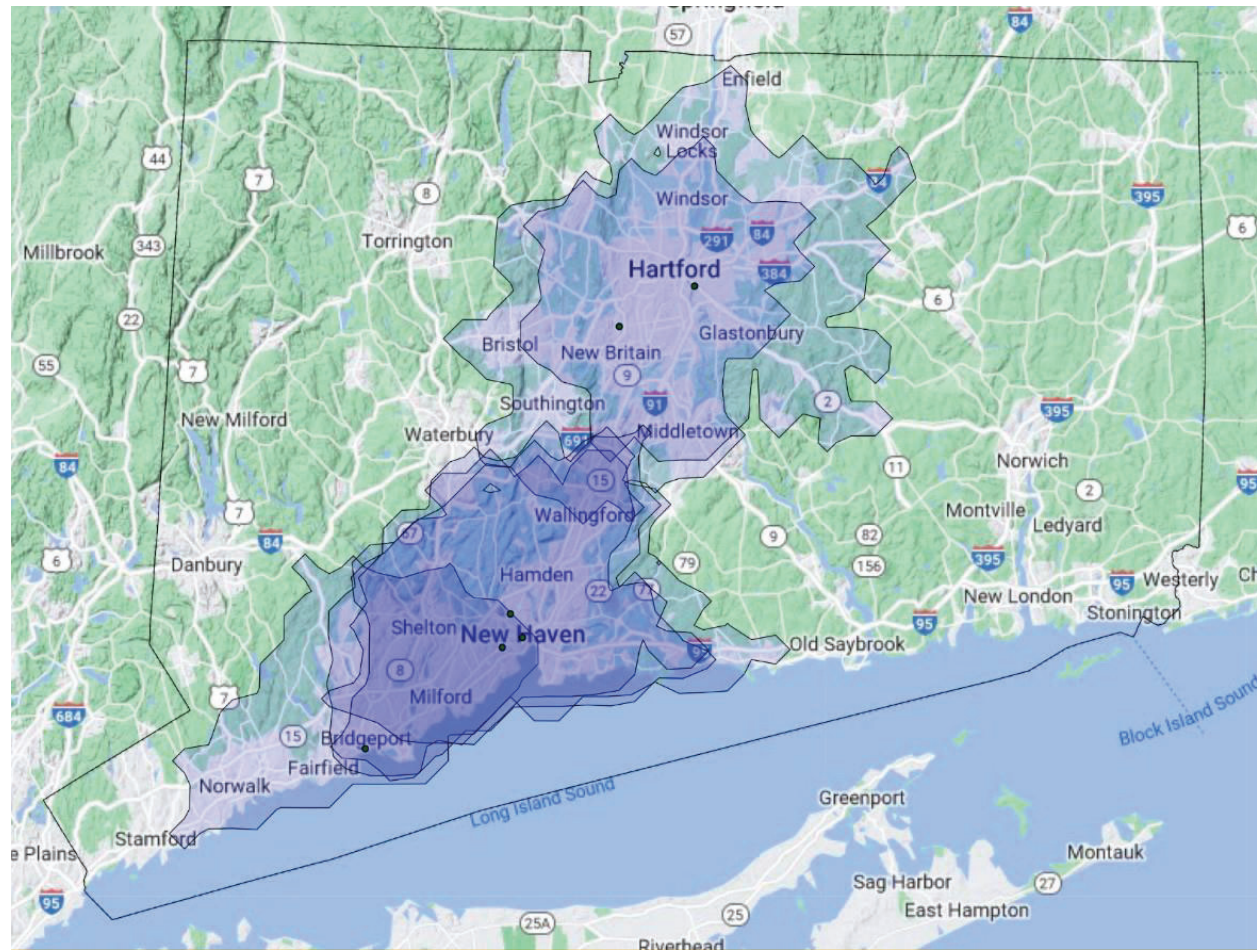 Springfield
57
84
Enfield
Windsor
Locks
44
7
8
84
395
Windsor
343
Torrington
291
84
6
Millbrook
Hartford
384
6
22
Glastonbury
55
7
Bristol
New Britain
9
New Milford
Southington
91
2
395
Waterbury
691
Middletown
84
11
Norwich
15
2
95
7
Wallingford
Montville
Ledyard
67
9
82
84
395
6
Danbury
Hamden
79
156
95
Westerly
22
77
New London
Stonington
Shelton
New Haven
95
Old Saybrook
95
8
7
Milford
684
15
Bridgeport
Block Island Sound
Fairfield
Norwalk
Long Island Sound
Greenport
Stamford
e Plains
Montauk
Sag Harbor
27
95
East Hampton
25A
25
Riverhead